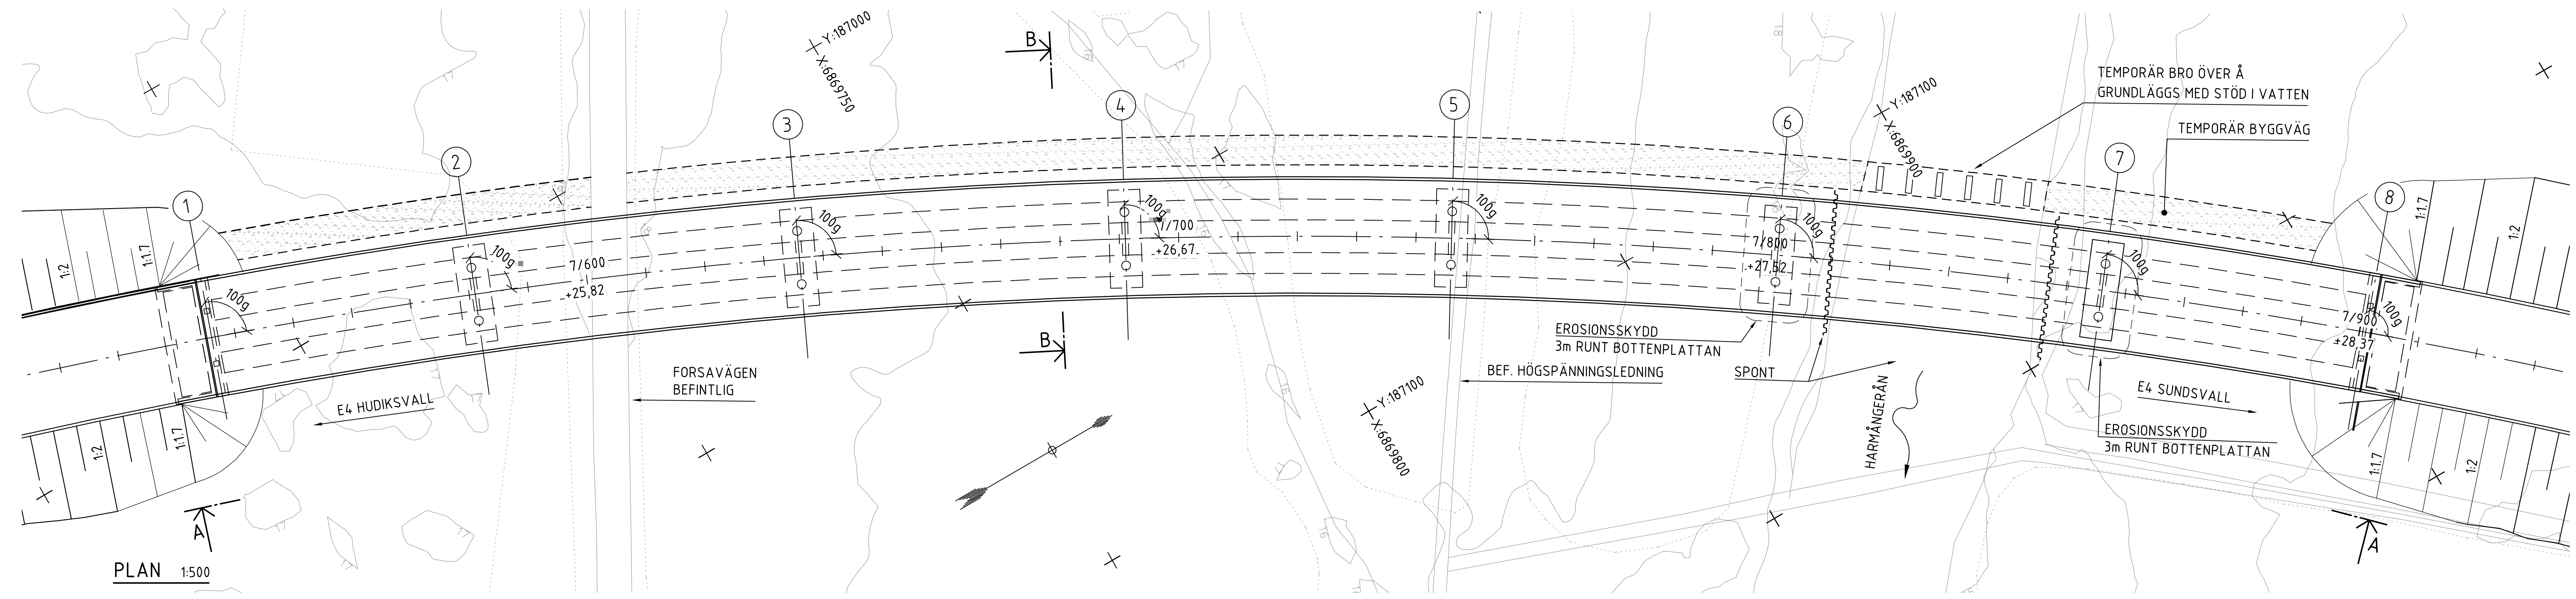 Y:187000
X:6869750
B
Y:187100
X:6869900
TEMPORÄR BRO ÖVER Å
GRUNDLÄGGS MED STÖD I VATTEN
TEMPORÄR BYGGVÄG
1
2
3
4
5
6
7
8
1:2
1:1.7
100g
100g
100g
100g
100g
100g
100g
100g
7/600
+25,82
7/700
+26,67
7/800
+27,52
7/900
+28,37
1:1.7
1:2
B
EROSIONSSKYDD
3m RUNT BOTTENPLATTAN
BEF. HÖGSPÄNNINGSLEDNING
SPONT
FORSAVÄGEN
BEFINTLIG
E4 HUDIKSVALL
Y:187100
X:6869800
HARMÅNGERÅN
E4 SUNDSVALL
EROSIONSSKYDD
3m RUNT BOTTENPLATTAN
1:2
1:1.7
1:1.7
1:2
A
A
PLAN 1:500